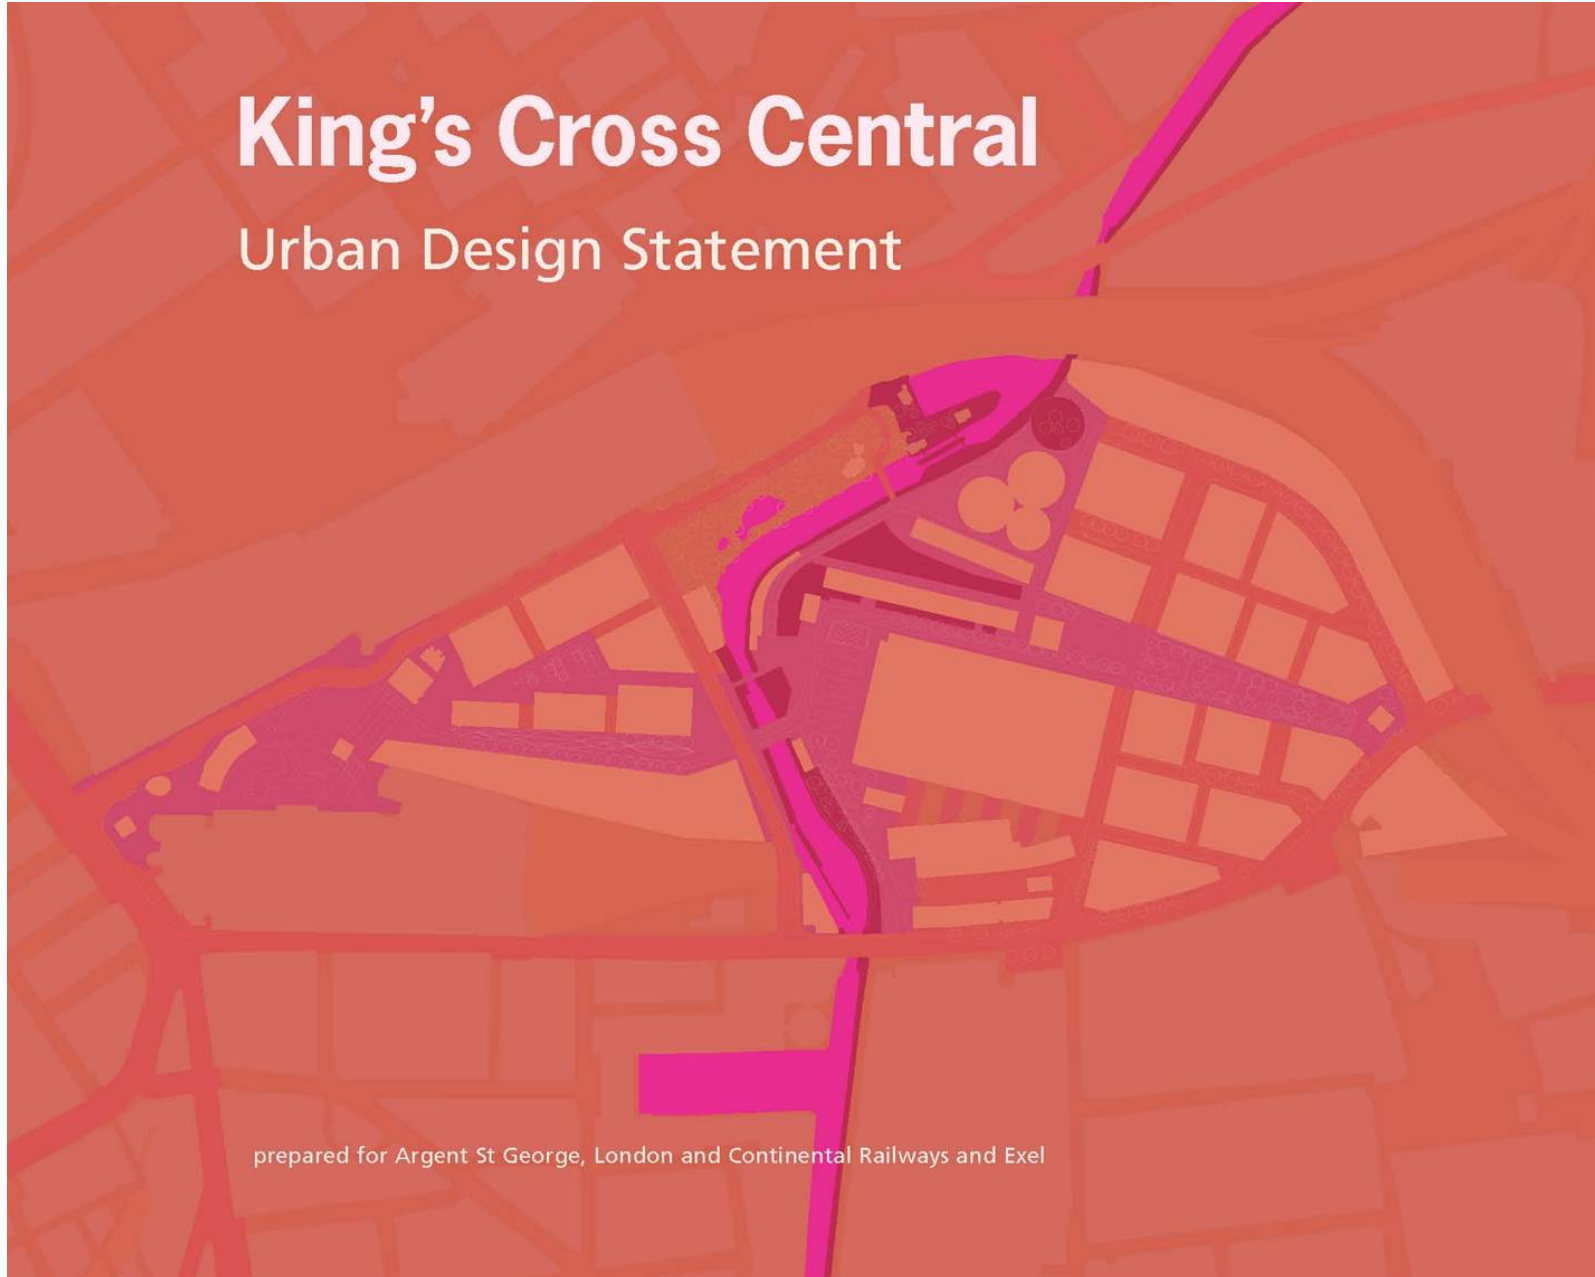 King’s Cross Central
Urban Design Statement
prepared for Argent St George, London and Continental Railways and Exel